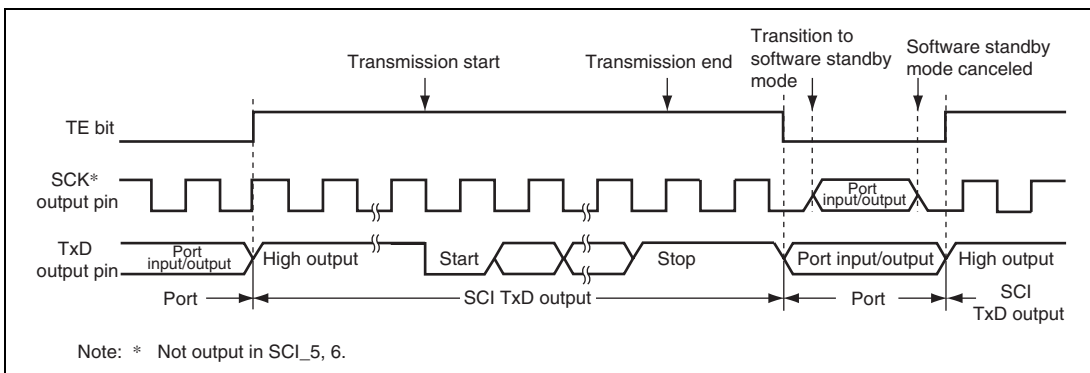 Transition to
software standby
mode
Software standby
mode canceled
Transmission start
Transmission end
TE bit
SCK*
output pin
Port
input/output
TxD
output pin
Port
input/output
High output
Start
Stop
Port input/output
High output
Port
SCI TxD output
Port
SCI
TxD output
Note: * Not output in SCI_5, 6.